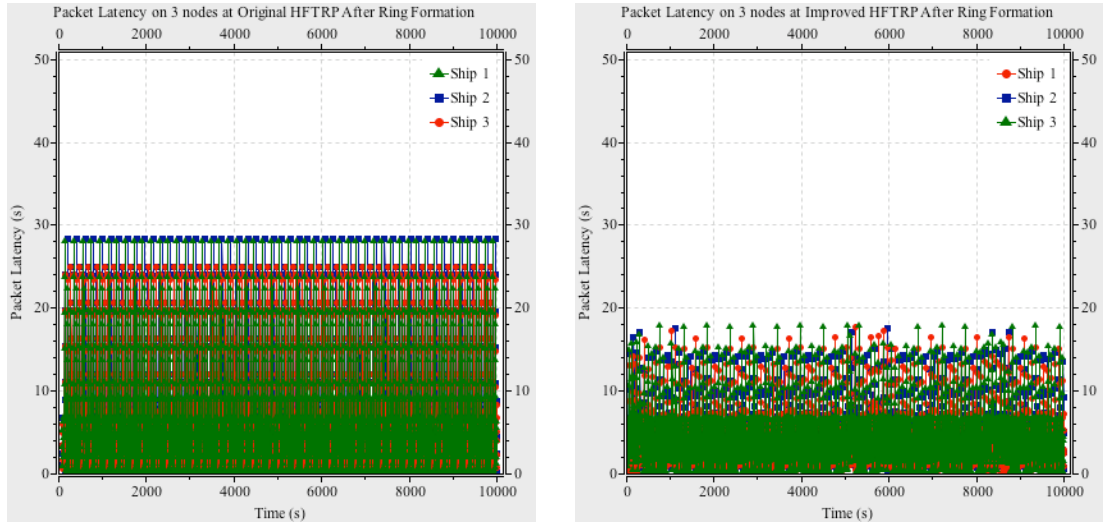 Packet Latency on 3 nodes at Original HFTRP After Ring Formation
0 2000 4000 6000 8000 10000
50 50
Ship 1
Ship 2
Ship 3
40 40
30 30
20 20
10 10
0 0
0 2000 4000 6000 8000 10000
Time (s)
Packet Latency (s)
Packet Latency on 3 nodes at Improved HFTRP After Ring Formation
0 2000 4000 6000 8000 10000
50 50
Ship 1
Ship 2
Ship 3
40 40
30 30
20 20
10 10
0 0
0 2000 4000 6000 8000 10000
Time (s)
Packet Latency (s)